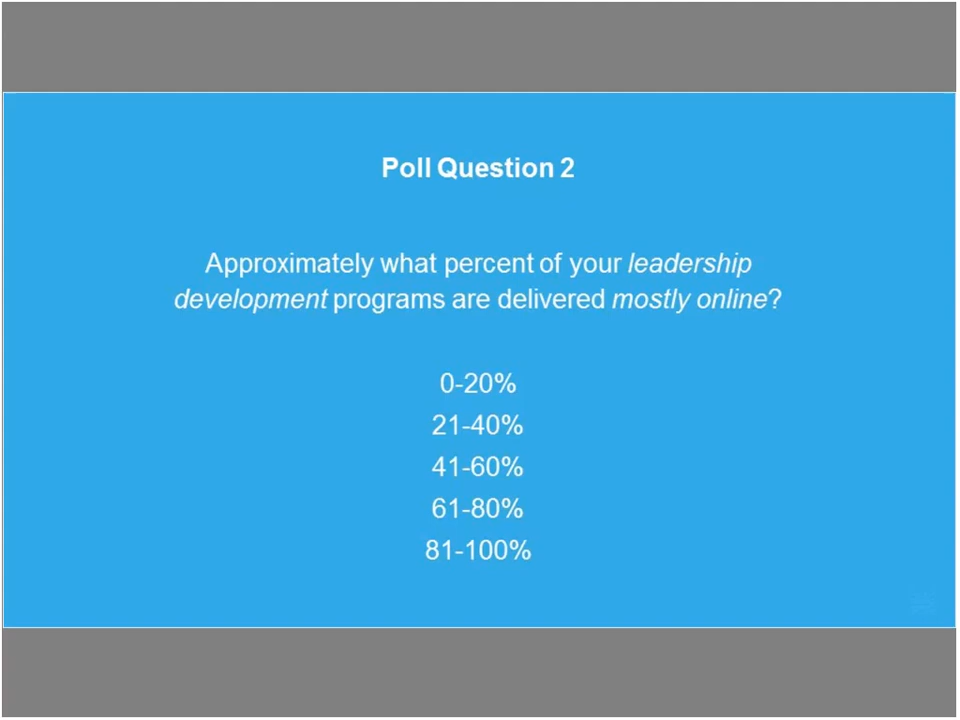 Poll Question 2
Approximately what percent of your leadership
development programs are delivered mostly online?
0-20%
21-40%
41-60%
61-80%
81-100%